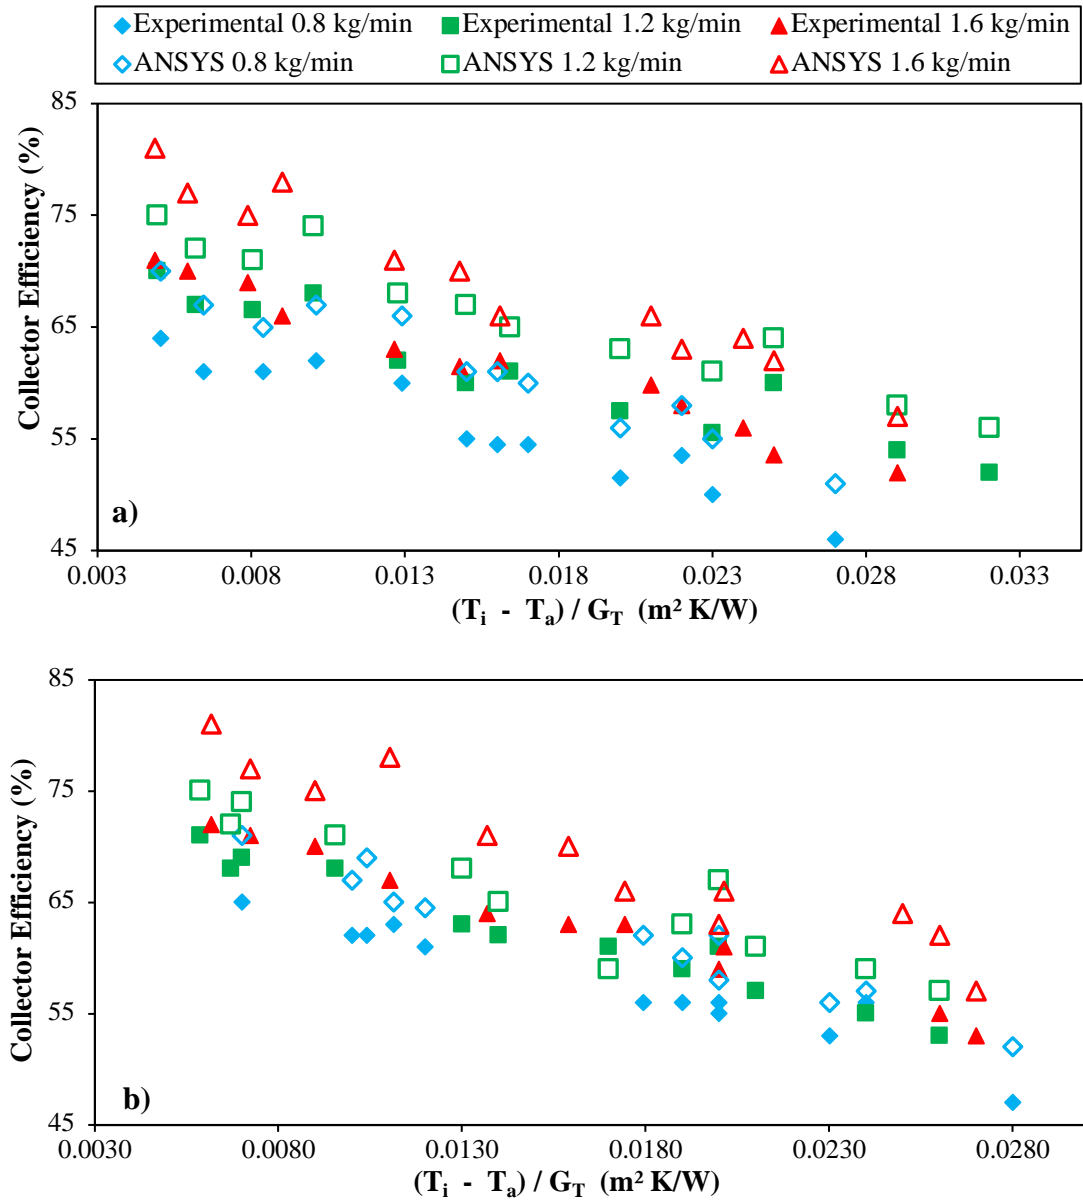 Experimental 0.8 kg/min Experimental 1.2 kg/min Experimental 1.6 kg/min
ANSYS 0.8 kg/min ANSYS 1.2 kg/min ANSYS 1.6 kg/min
85
75
65
55
45
Collector Efficiency (%)
a)
0.003 0.008 0.013 0.018 0.023 0.028 0.033
(Tᵢ - Tₐ) / G_T (m² K/W)
85
75
65
55
45
Collector Efficiency (%)
b)
0.0030 0.0080 0.0130 0.0180 0.0230 0.0280
(Tᵢ - Tₐ) / G_T (m² K/W)